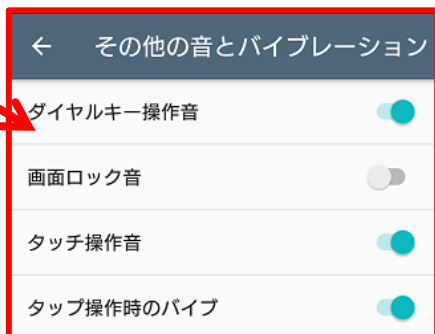 その他の音とバイブレーション
ダイヤルキー操作音
画面ロック音
タッチ操作音
タップ操作時のバイブ